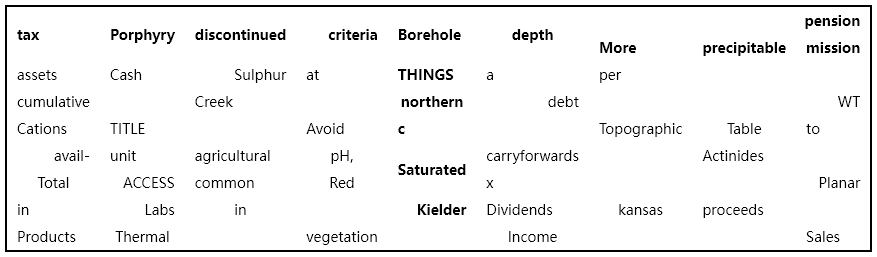 tax Porphyry discontinued criteria Borehole depth More precipitable pension mission
assets Cash Sulphur at THINGS a per
cumulative Creek northern debt WT
Cations TITLE Avoid c Topographic Table to
avail- unit agricultural pH, Saturated carryforwards Actinides
Total ACCESS common Red x Planar
in Labs in Kielder Dividends kansas proceeds
Products Thermal vegetation Income Sales